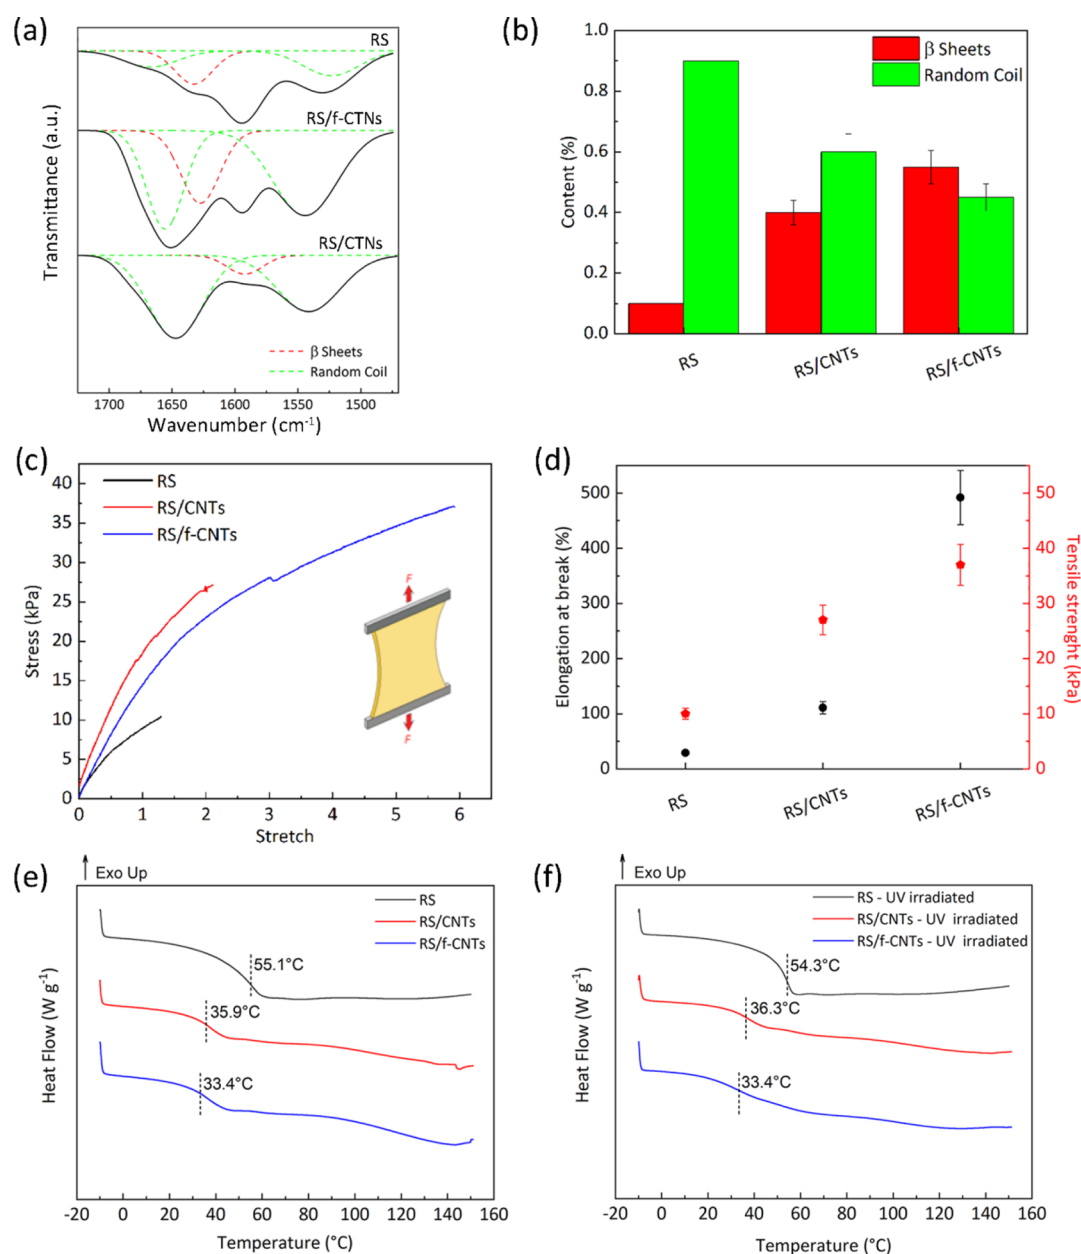 (a)
RS
RS/f-CTNs
RS/CTNs
β Sheets
Random Coil
Transmittance (a.u.)
1700 1650 1600 1550 1500
Wavenumber (cm⁻¹)
(b)
β Sheets
Random Coil
Content (%)
1.0
0.8
0.6
0.4
0.2
0.0
RS RS/CNTs RS/f-CNTs
(c)
RS
RS/CNTs
RS/f-CNTs
F
F
Stress (kPa)
40
35
30
25
20
15
10
5
0
0 1 2 3 4 5 6
Stretch
(d)
Elongation at break (%)
500
400
300
200
100
0
50
40
30
20
10
0
Tensile strenght (kPa)
RS RS/CNTs RS/f-CNTs
(e)
Exo Up
RS
RS/CNTs
RS/f-CNTs
55.1°C
35.9°C
33.4°C
Heat Flow (W g⁻¹)
-20 0 20 40 60 80 100 120 140 160
Temperature (°C)
(f)
Exo Up
RS - UV irradiated
RS/CNTs - UV irradiated
RS/f-CNTs - UV irradiated
54.3°C
36.3°C
33.4°C
Heat Flow (W g⁻¹)
-20 0 20 40 60 80 100 120 140 160
Temperature (°C)